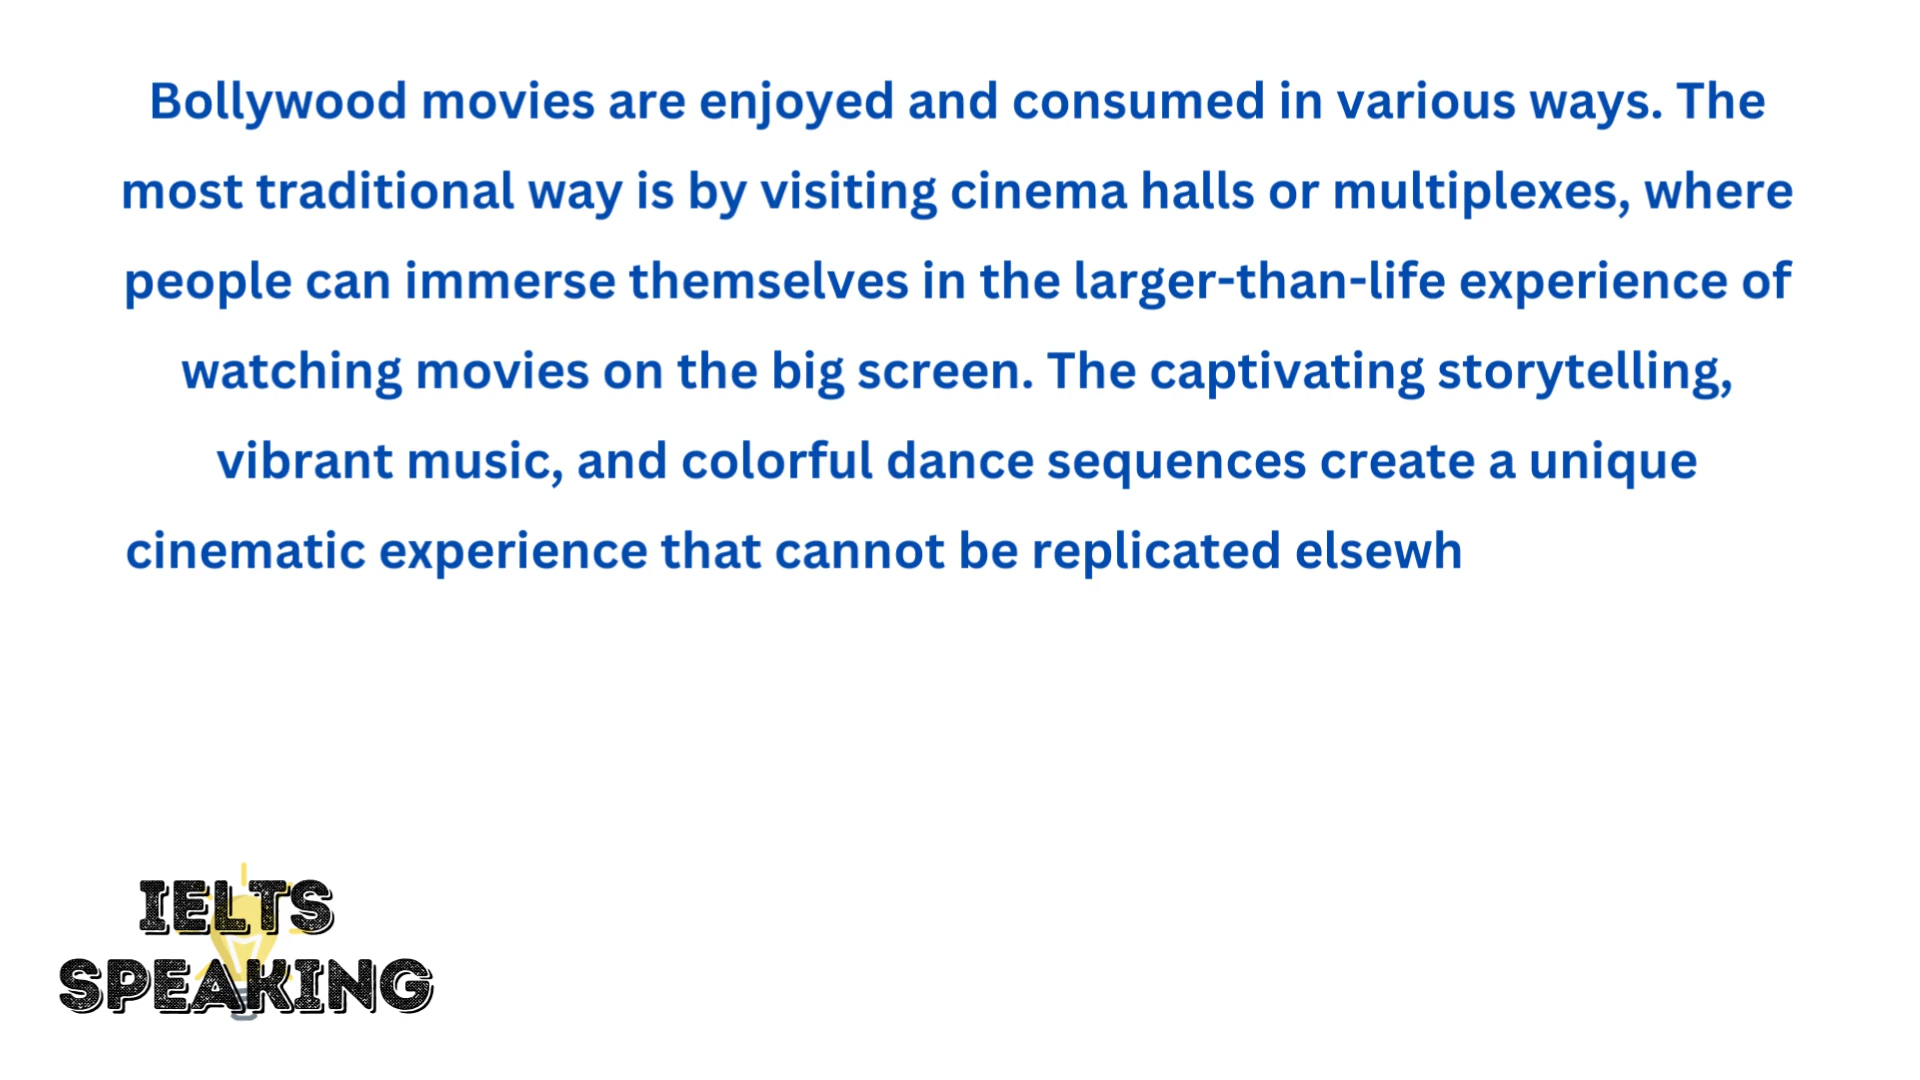 Bollywood movies are enjoyed and consumed in various ways. The
most traditional way is by visiting cinema halls or multiplexes, where
people can immerse themselves in the larger-than-life experience of
watching movies on the big screen. The captivating storytelling,
vibrant music, and colorful dance sequences create a unique
cinematic experience that cannot be replicated elsewh
IELTS
SPEAKING